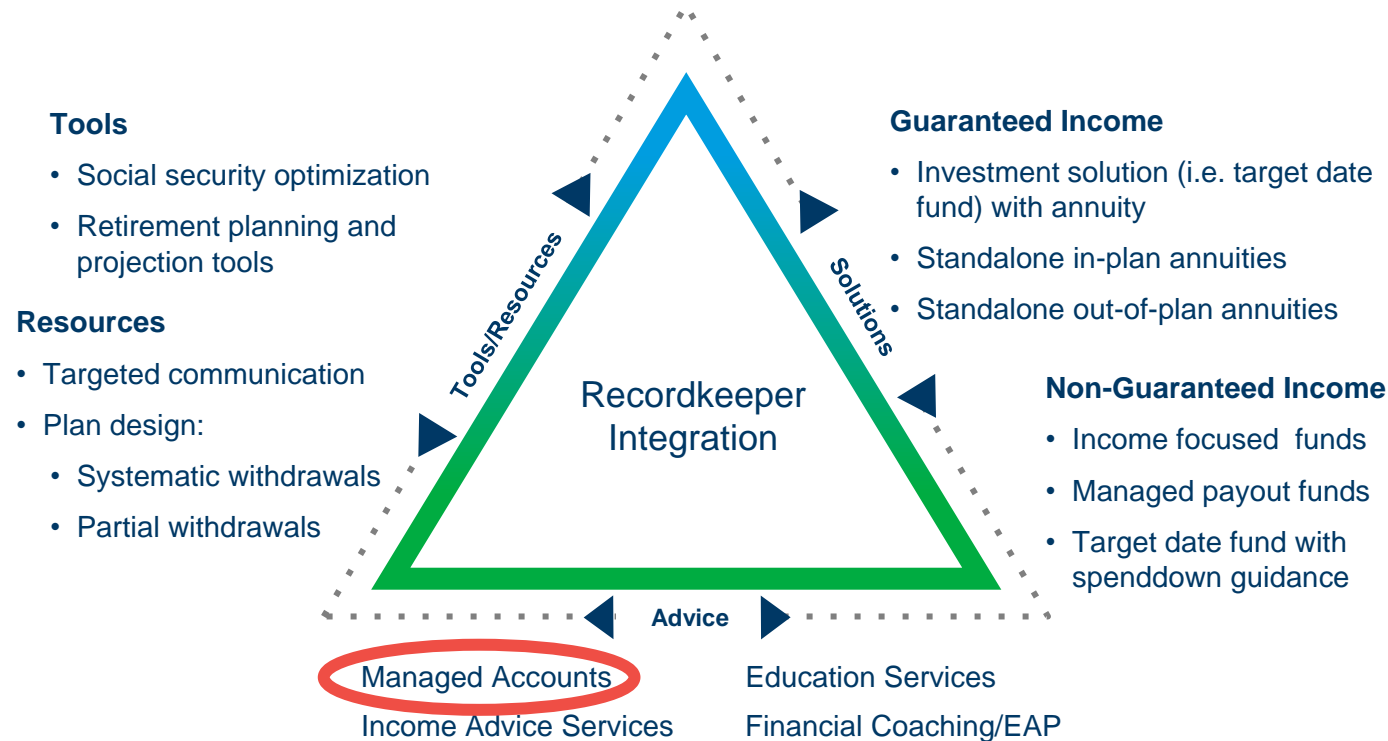 Tools
• Social security optimization
• Retirement planning and
projection tools
Resources
• Targeted communication
• Plan design:
• Systematic withdrawals
• Partial withdrawals
Tools/Resources
Recordkeeper
Integration
Solutions
Guaranteed Income
• Investment solution (i.e. target date
fund) with annuity
• Standalone in-plan annuities
• Standalone out-of-plan annuities
Non-Guaranteed Income
• Income focused funds
• Managed payout funds
• Target date fund with
spenddown guidance
Advice
Managed Accounts
Income Advice Services
Education Services
Financial Coaching/EAP